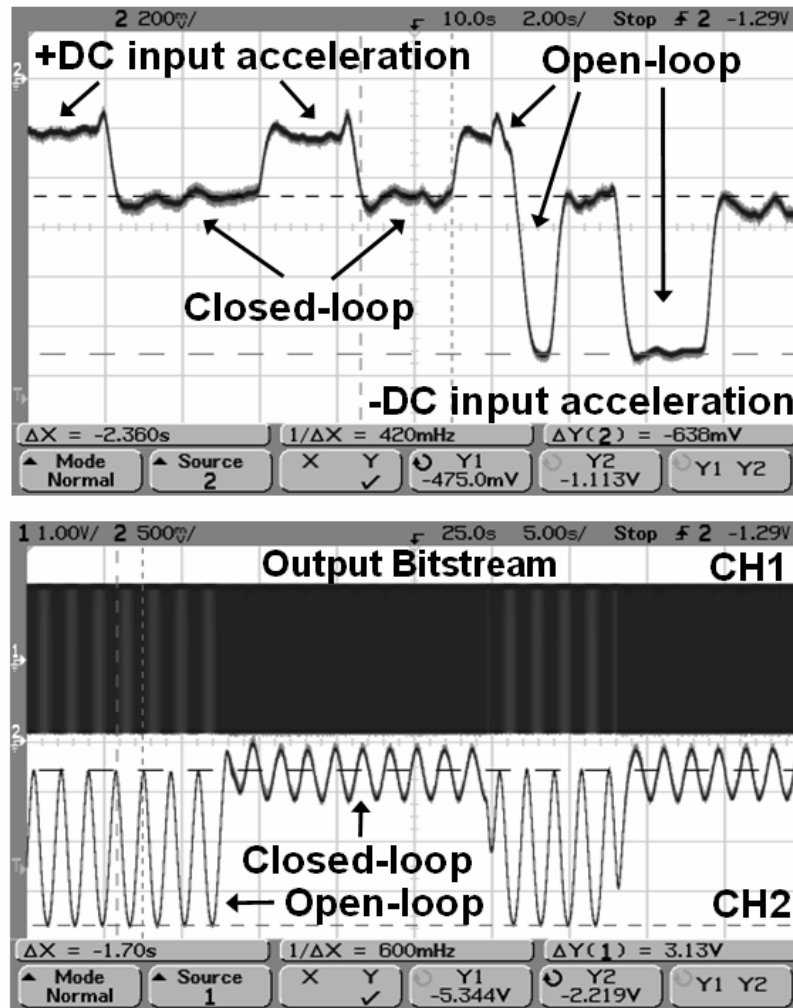 2 200mV/ 10.0s 2.00s/ Stop 2 -1.29V
+DC input acceleration Open-loop
2
Closed-loop
T
-DC input acceleration
ΔX = -2.360s 1/ΔX = 420mHz ΔY(2) = -638mV
Mode Normal Source 2 X Y ✓ Y1 -475.0mV Y2 -1.113V Y1 Y2
1 1.00V/ 2 500mV/ 25.0s 5.00s/ Stop 2 -1.29V
Output Bitstream CH1
1
2
T
Closed-loop
Open-loop CH2
ΔX = -1.70s 1/ΔX = 600mHz ΔY(1) = 3.13V
Mode Normal Source 1 X Y ✓ Y1 -5.344V Y2 -2.219V Y1 Y2